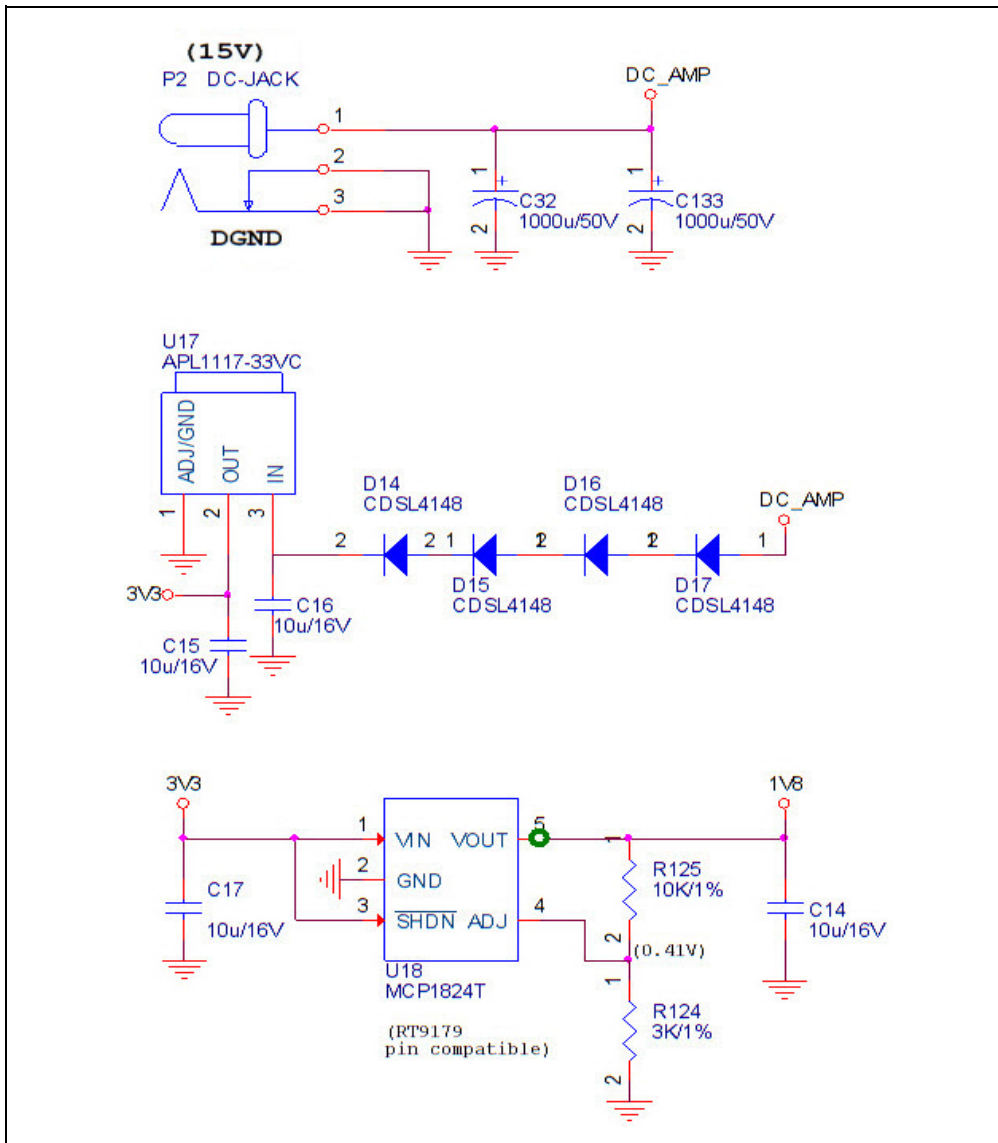 (15V)
P2 DC-JACK
DC_AMP
1
2
3
DGND
1
+
C32
1000u/50V
2
1
+
C133
1000u/50V
2
U17
APL1117-33VC
ADJ/GND
OUT
IN
1
2
3
D14
CDSL4148
D16
CDSL4148
DC_AMP
2
2
1
1
2
1
2
1
D15
CDSL4148
D17
CDSL4148
3V3
C16
10u/16V
C15
10u/16V
3V3
1V8
1
VIN
VOUT
5
1
2
GND
R125
10K/1%
C17
10u/16V
3
SHDN
ADJ
4
2
C14
10u/16V
(0.41V)
U18
MCP1824T
1
R124
3K/1%
2
(RT9179
pin compatible)